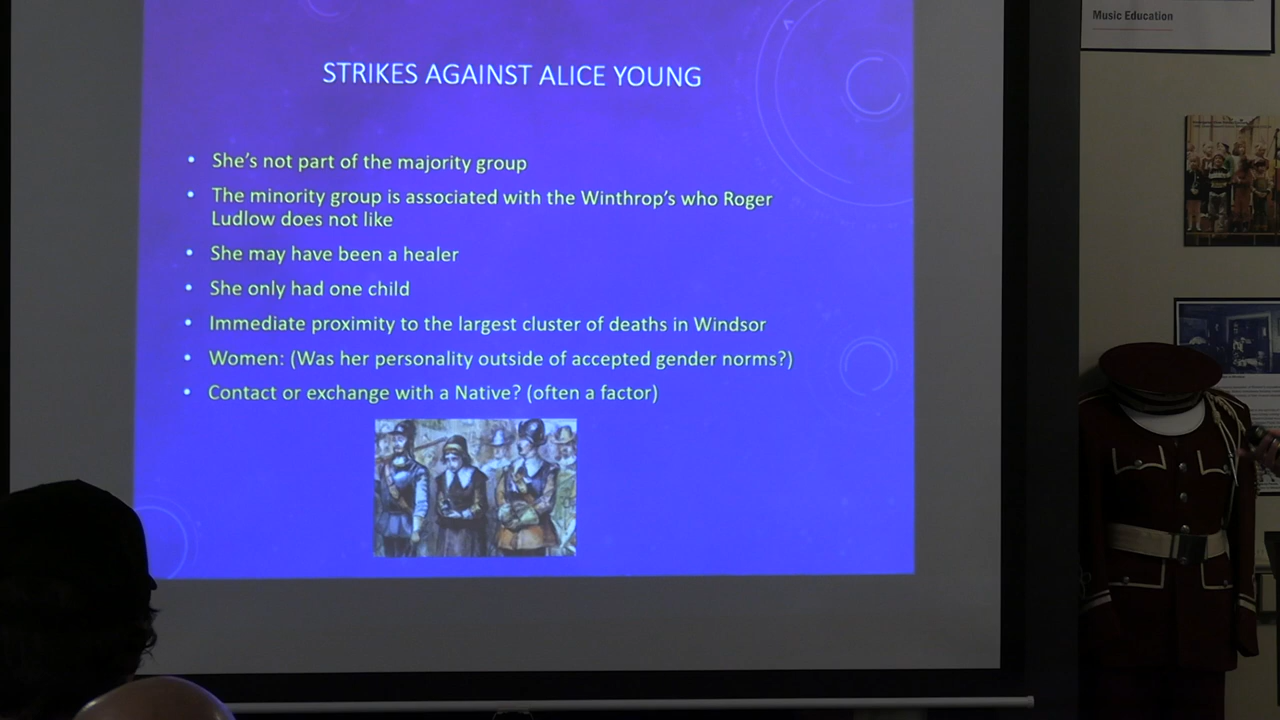 Music Education
STRIKES AGAINST ALICE YOUNG
• She's not part of the majority group
• The minority group is associated with the Winthrop's who Roger
Ludlow does not like
• She may have been a healer
• She only had one child
• Immediate proximity to the largest cluster of deaths in Windsor
• Women: (Was her personality outside of accepted gender norms?)
• Contact or exchange with a Native? (often a factor)